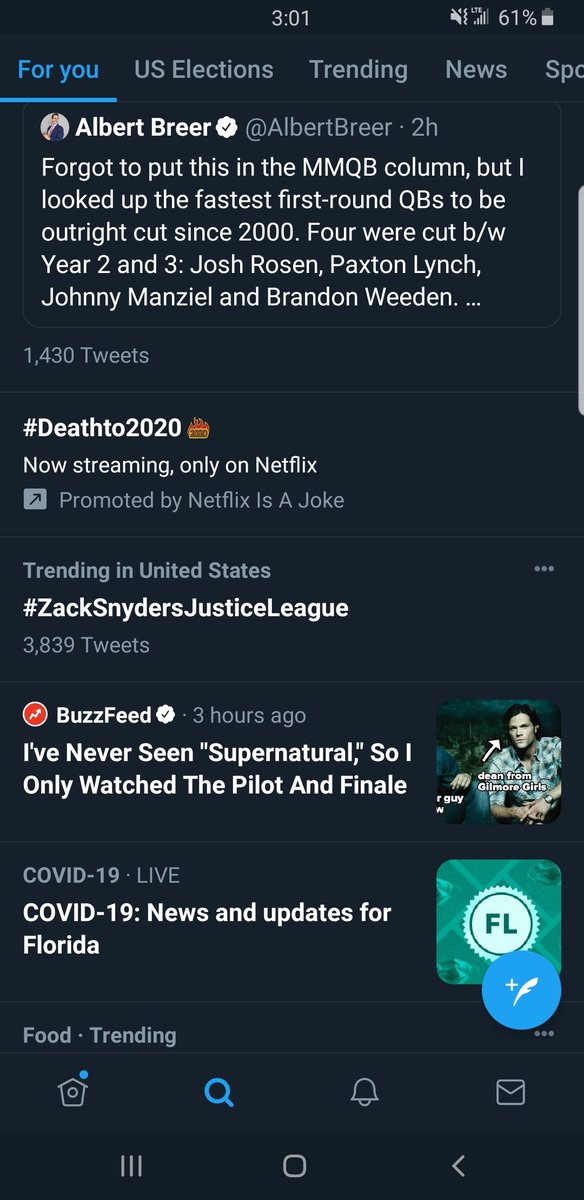 3:01 LTE 61%
For you US Elections Trending News Spo
Albert Breer @AlbertBreer · 2h
Forgot to put this in the MMQB column, but I
looked up the fastest first-round QBs to be
outright cut since 2000. Four were cut b/w
Year 2 and 3: Josh Rosen, Paxton Lynch,
Johnny Manziel and Brandon Weeden. ...
1,430 Tweets
#Deathto2020
Now streaming, only on Netflix
Promoted by Netflix Is A Joke
Trending in United States
#ZackSnydersJusticeLeague
3,839 Tweets
BuzzFeed · 3 hours ago
I've Never Seen "Supernatural," So I
Only Watched The Pilot And Finale
dean from
Gilmore Girls
r guy
w
COVID-19 · LIVE
COVID-19: News and updates for
Florida
FL
Food · Trending